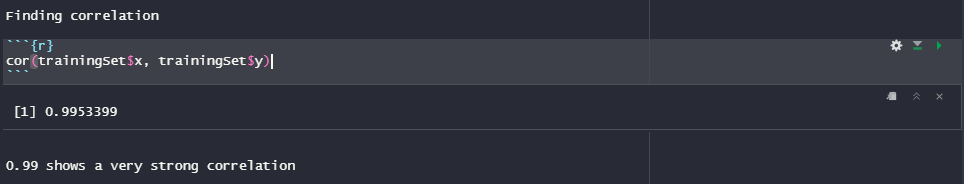 Finding correlation
```{r}
cor(trainingSet$x, trainingSet$y)
```
[1] 0.9953399
0.99 shows a very strong correlation